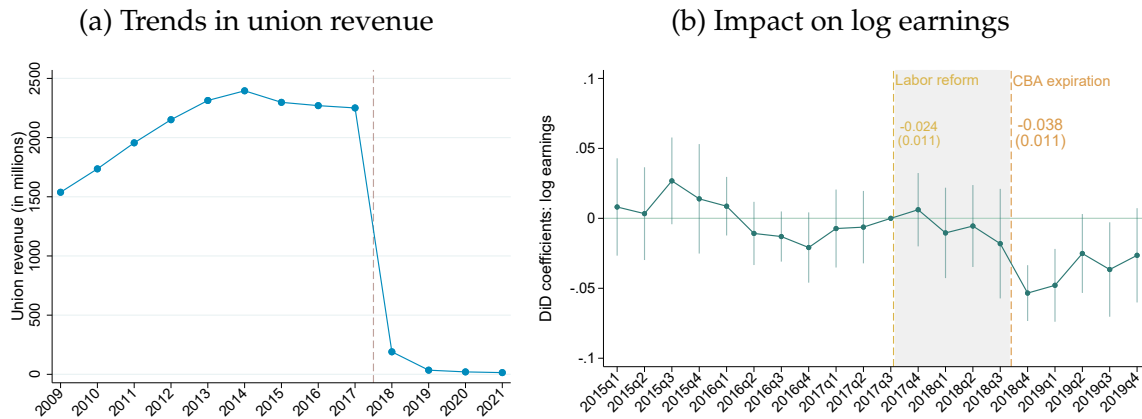 (a) Trends in union revenue
Union revenue (in millions)
2500
2000
1500
1000
500
0
2009
2010
2011
2012
2013
2014
2015
2016
2017
2018
2019
2020
2021
(b) Impact on log earnings
DiD coefficients: log earnings
.1
.05
0
-.05
-.1
Labor reform
-0.024
(0.011)
CBA expiration
-0.038
(0.011)
2015q1
2015q2
2015q3
2015q4
2016q1
2016q2
2016q3
2016q4
2017q1
2017q2
2017q3
2017q4
2018q1
2018q2
2018q3
2018q4
2019q1
2019q2
2019q3
2019q4